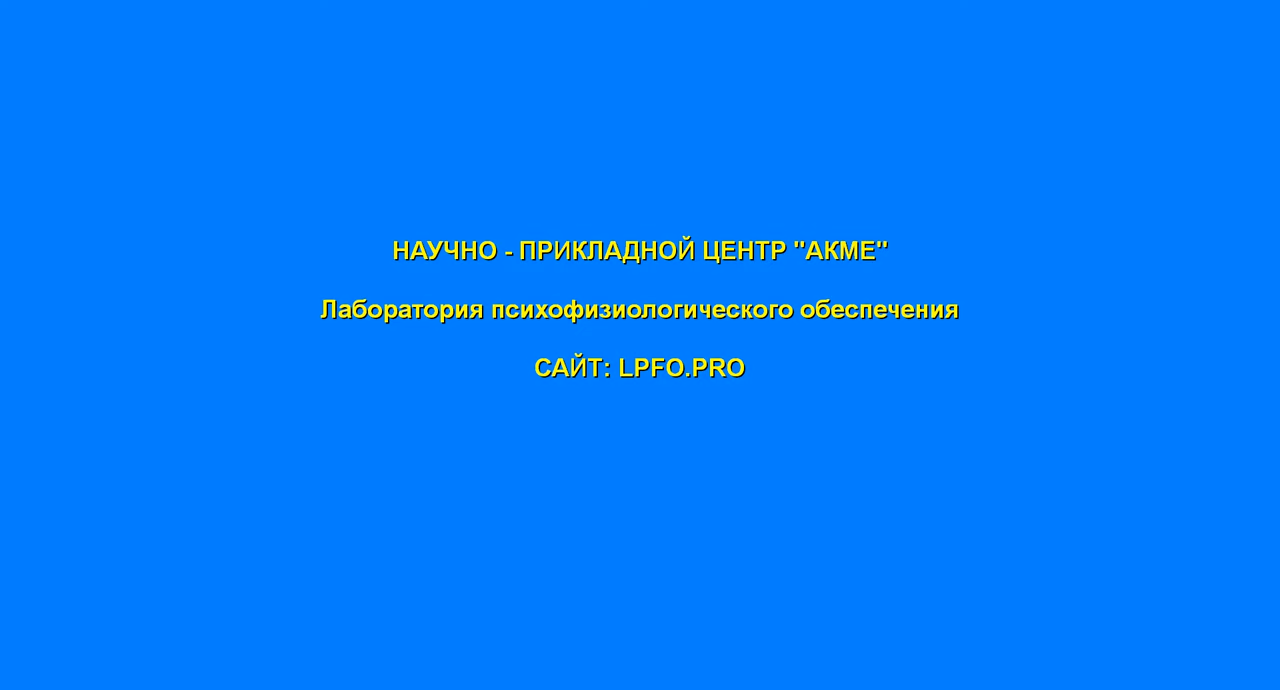 НАУЧНО - ПРИКЛАДНОЙ ЦЕНТР "АКМЕ"
Лаборатория психофизиологического обеспечения
САЙТ: LPFO.PRO